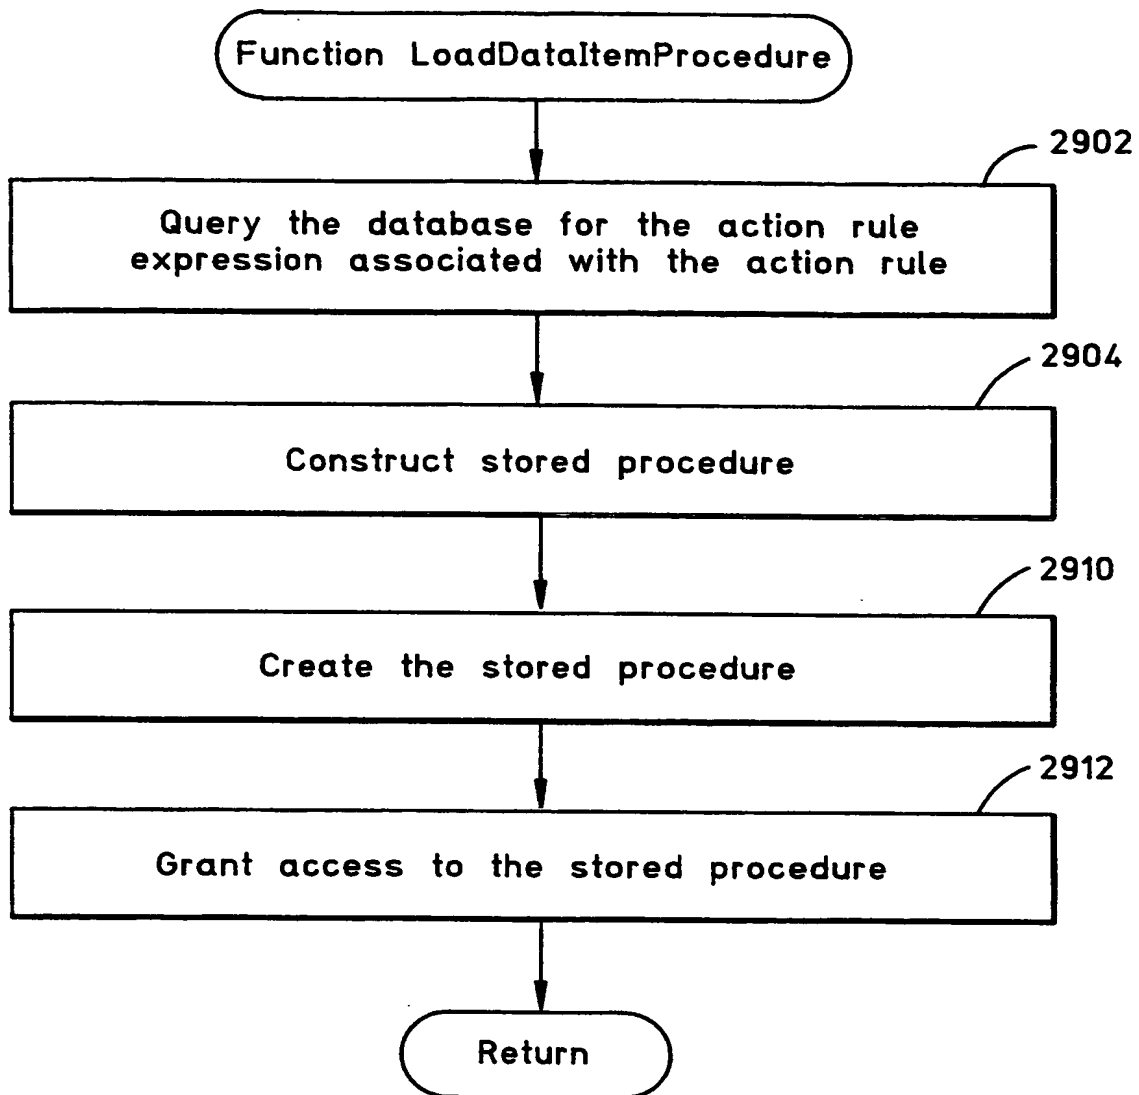 Function LoadDataItemProcedure
2902
Query the database for the action rule
expression associated with the action rule
2904
Construct stored procedure
2910
Create the stored procedure
2912
Grant access to the stored procedure
Return